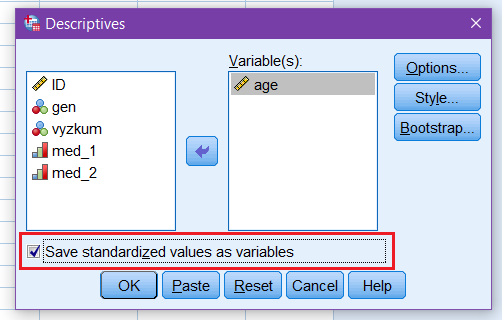 Descriptives
Variable(s):
ID
gen
vyzkum
med_1
med_2
age
Options...
Style...
Bootstrap...
Save standardized values as variables
OK Paste Reset Cancel Help